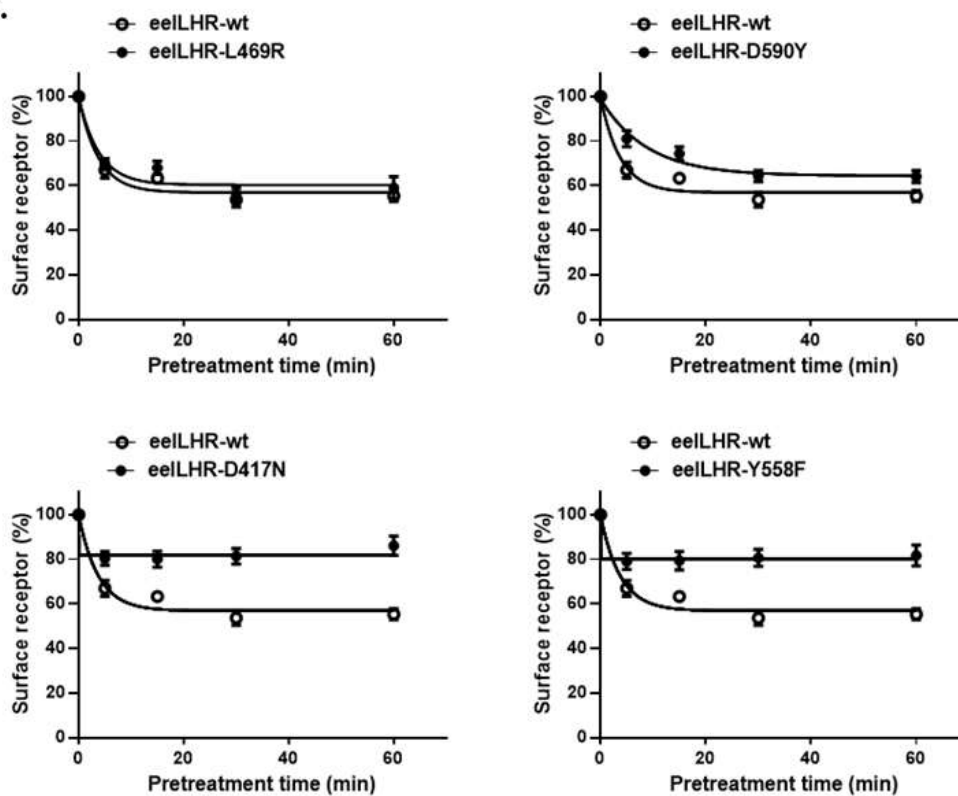 eelLHR-wt
eelLHR-L469R
100
80
60
40
20
0
Surface receptor (%)
0 20 40 60
Pretreatment time (min)
eelLHR-wt
eelLHR-D590Y
100
80
60
40
20
0
Surface receptor (%)
0 20 40 60
Pretreatment time (min)
eelLHR-wt
eelLHR-D417N
100
80
60
40
20
0
Surface receptor (%)
0 20 40 60
Pretreatment time (min)
eelLHR-wt
eelLHR-Y558F
100
80
60
40
20
0
Surface receptor (%)
0 20 40 60
Pretreatment time (min)